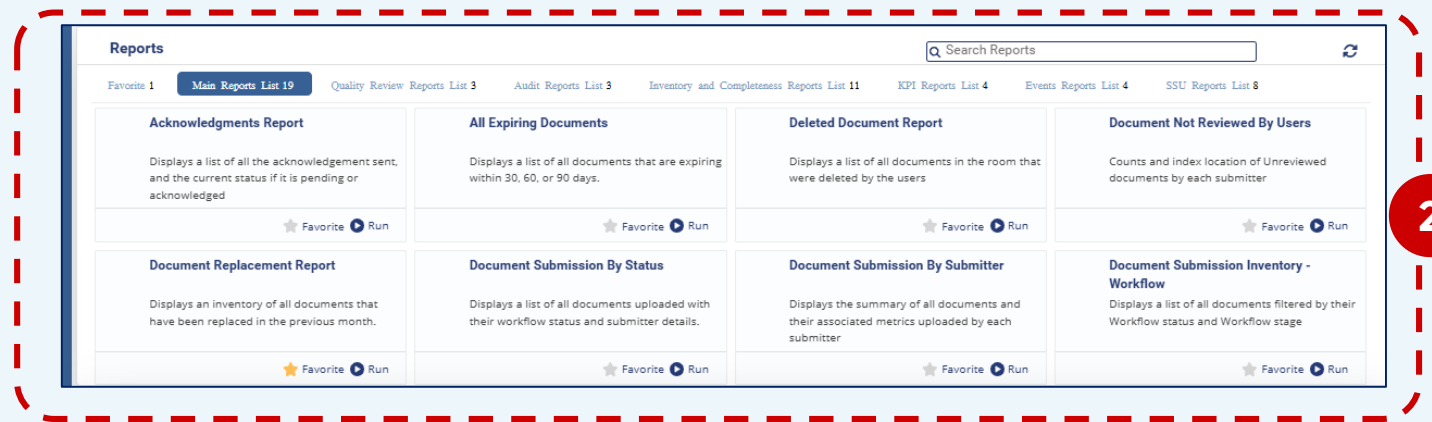 Reports
Search Reports
Favorite 1 Main Reports List 19 Quality Review Reports List 3 Audit Reports List 3 Inventory and Completeness Reports List 11 KPI Reports List 4 Events Reports List 4 SSU Reports List 8
Acknowledgments Report
Displays a list of all the acknowledgement sent,
and the current status if it is pending or
acknowledged
Favorite Run
All Expiring Documents
Displays a list of all documents that are expiring
within 30, 60, or 90 days.
Favorite Run
Deleted Document Report
Displays a list of all documents in the room that
were deleted by the users
Favorite Run
Document Not Reviewed By Users
Counts and index location of Unreviewed
documents by each submitter
Favorite Run
Document Replacement Report
Displays an inventory of all documents that
have been replaced in the previous month.
Favorite Run
Document Submission By Status
Displays a list of all documents uploaded with
their workflow status and submitter details.
Favorite Run
Document Submission By Submitter
Displays the summary of all documents and
their associated metrics uploaded by each
submitter
Favorite Run
Document Submission Inventory -
Workflow
Displays a list of all documents filtered by their
Workflow status and Workflow stage
Favorite Run
2